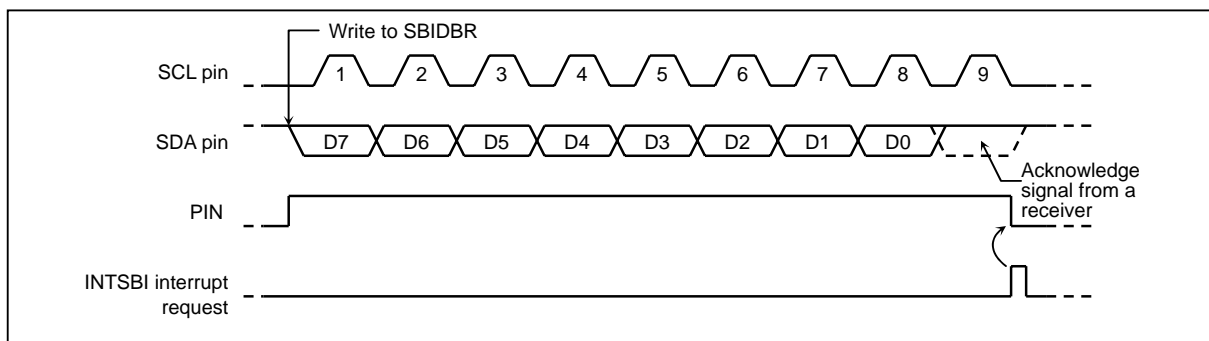 Write to SBIDBR
SCL pin
1 2 3 4 5 6 7 8 9
SDA pin
D7 D6 D5 D4 D3 D2 D1 D0
Acknowledge
signal from a
receiver
PIN
INTSBI interrupt
request